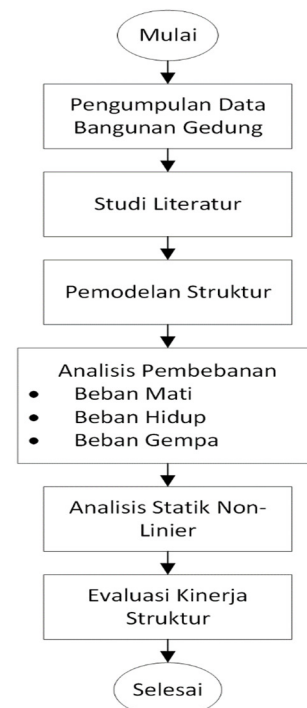 Mulai
Pengumpulan Data
Bangunan Gedung
Studi Literatur
Pemodelan Struktur
Analisis Pembebanan
• Beban Mati
• Beban Hidup
• Beban Gempa
Analisis Statik Non-
Linier
Evaluasi Kinerja
Struktur
Selesai